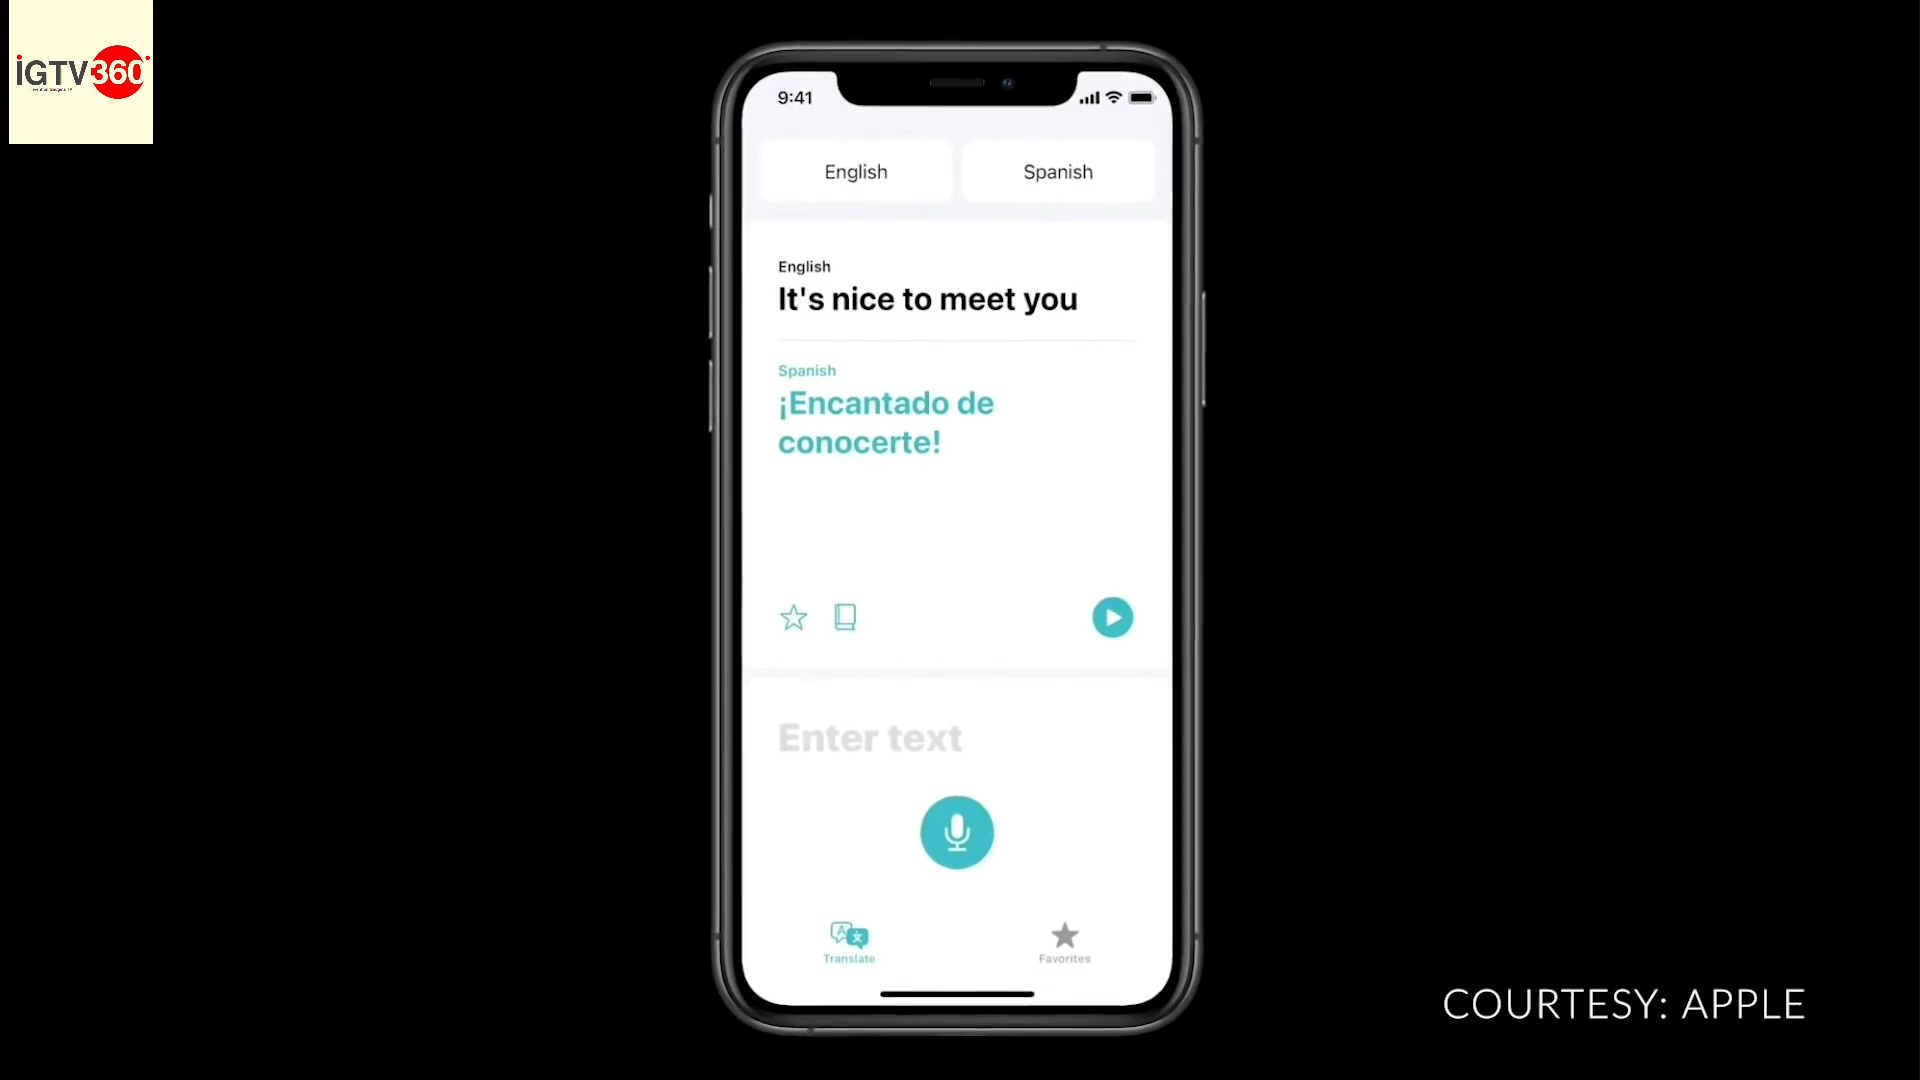 iGTV360
9:41
English
Spanish
English
It's nice to meet you
Spanish
¡Encantado de
conocerte!
Enter text
Translate
Favorites
COURTESY: APPLE